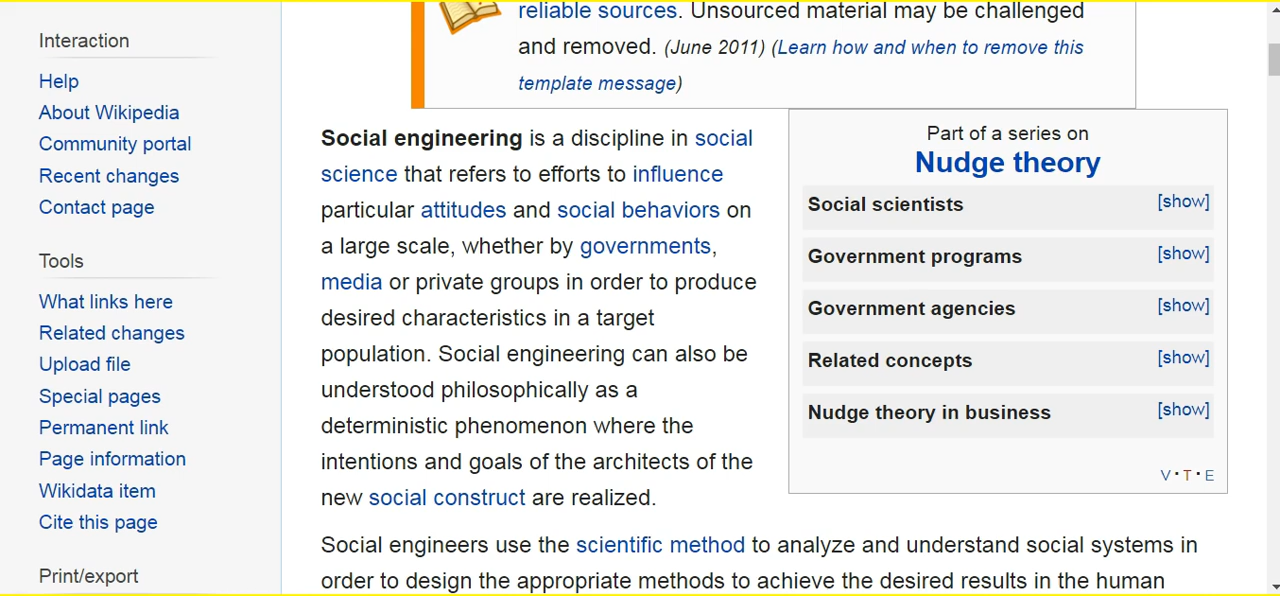 Interaction
Help
About Wikipedia
Community portal
Recent changes
Contact page
Tools
What links here
Related changes
Upload file
Special pages
Permanent link
Page information
Wikidata item
Cite this page
Print/export
reliable sources. Unsourced material may be challenged
and removed. (June 2011) (Learn how and when to remove this
template message)
Social engineering is a discipline in social
science that refers to efforts to influence
particular attitudes and social behaviors on
a large scale, whether by governments,
media or private groups in order to produce
desired characteristics in a target
population. Social engineering can also be
understood philosophically as a
deterministic phenomenon where the
intentions and goals of the architects of the
new social construct are realized.
Part of a series on
Nudge theory
Social scientists [show]
Government programs [show]
Government agencies [show]
Related concepts [show]
Nudge theory in business [show]
V · T · E
Social engineers use the scientific method to analyze and understand social systems in
order to design the appropriate methods to achieve the desired results in the human